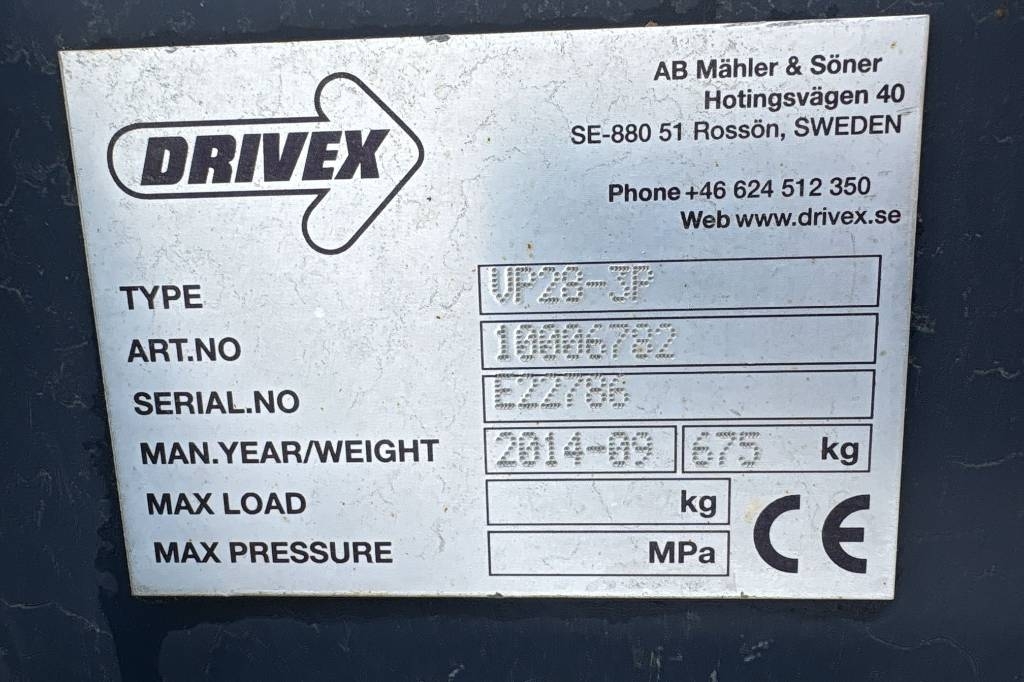 DRIVEX
AB Mähler & Söner
Hotingsvägen 40
SE-880 51 Rossön, SWEDEN
Phone +46 624 512 350
Web www.drivex.se
TYPE VP28-3P
ART.NO 10006782
SERIAL.NO E22786
MAN.YEAR/WEIGHT 2014-09 675 kg
MAX LOAD kg
MAX PRESSURE MPa
CE